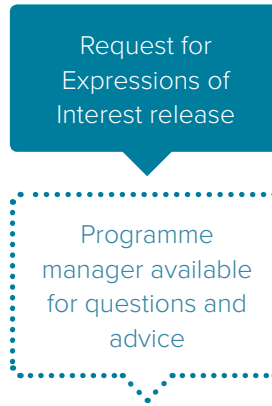 Request for
Expressions of
Interest release
Programme
manager available
for questions and
advice